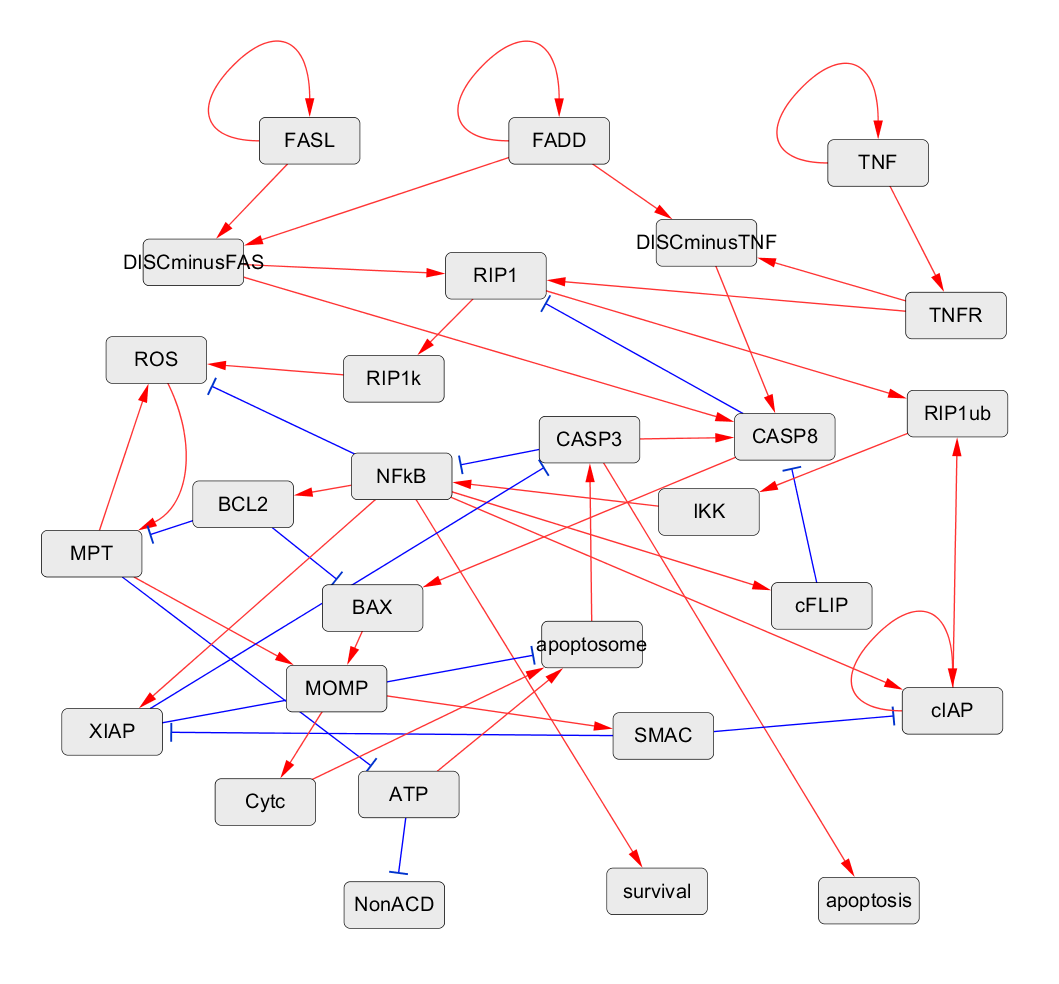 FASL
FADD
TNF
DISCminusFAS
DISCminusTNF
RIP1
TNFR
ROS
RIP1k
RIP1ub
CASP3
CASP8
NFkB
BCL2
IKK
MPT
BAX
cFLIP
apoptosome
MOMP
cIAP
XIAP
SMAC
Cytc
ATP
NonACD
survival
apoptosis